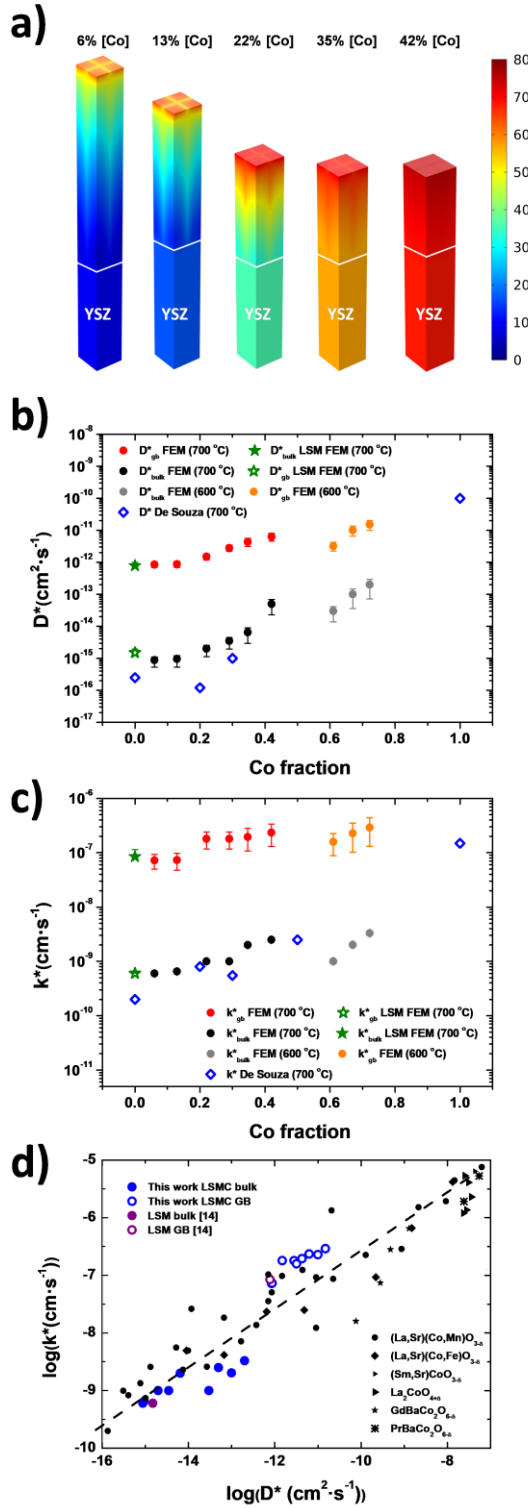 a)
6% [Co] 13% [Co] 22% [Co] 35% [Co] 42% [Co]
80
70
60
50
40
30
20
10
0
YSZ YSZ YSZ YSZ YSZ
b)
D*gb FEM (700 °C) D*bulk LSM FEM (700 °C)
D*bulk FEM (700 °C) D*gb LSM FEM (700 °C)
D*bulk FEM (600 °C) D*gb FEM (600 °C)
D* De Souza (700 °C)
D*(cm²·s⁻¹)
10⁻⁸
10⁻⁹
10⁻¹⁰
10⁻¹¹
10⁻¹²
10⁻¹³
10⁻¹⁴
10⁻¹⁵
10⁻¹⁶
10⁻¹⁷
0.0 0.2 0.4 0.6 0.8 1.0
Co fraction
c)
k*(cm·s⁻¹)
10⁻⁶
10⁻⁷
10⁻⁸
10⁻⁹
10⁻¹⁰
10⁻¹¹
k*gb FEM (700 °C) k*gb LSM FEM (700 °C)
k*bulk FEM (700 °C) k*bulk LSM FEM (700 °C)
k*bulk FEM (600 °C) k*gb FEM (600 °C)
k* De Souza (700 °C)
0.0 0.2 0.4 0.6 0.8 1.0
Co fraction
d)
This work LSMC bulk
This work LSMC GB
LSM bulk [14]
LSM GB [14]
log(k*(cm·s⁻¹))
-5
-6
-7
-8
-9
-10
(La,Sr)(Co,Mn)O3-δ
(La,Sr)(Co,Fe)O3-δ
(Sm,Sr)CoO3-δ
La2CoO4+δ
GdBaCo2O6-δ
PrBaCo2O6-δ
-16 -14 -12 -10 -8
log(D* (cm²·s⁻¹)